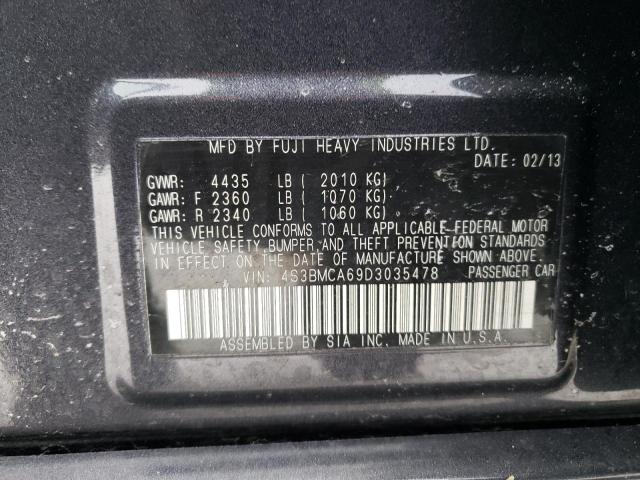 MFD BY FUJI HEAVY INDUSTRIES LTD.
DATE: 02/13
GVWR: 4435 LB ( 2010 KG)
GAWR: F 2360 LB ( 1070 KG)
GAWR: R 2340 LB ( 1060 KG)
THIS VEHICLE CONFORMS TO ALL APPLICABLE FEDERAL MOTOR
VEHICLE SAFETY, BUMPER, AND THEFT PREVENTION STANDARDS
IN EFFECT ON THE DATE OF MANUFACTURE SHOWN ABOVE.
VIN: 4S3BMCA69D3035478 PASSENGER CAR
ASSEMBLED BY SIA INC. MADE IN U.S.A.